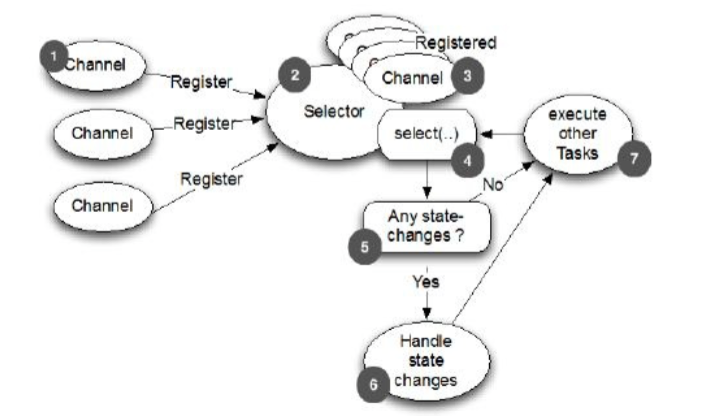 1
Channel
Register
2
Selector
Registered
Channel
3
Channel
Register
select(..)
4
execute
other
Tasks
7
Channel
Register
No
Any state-
changes ?
5
Yes
Handle
state
changes
6